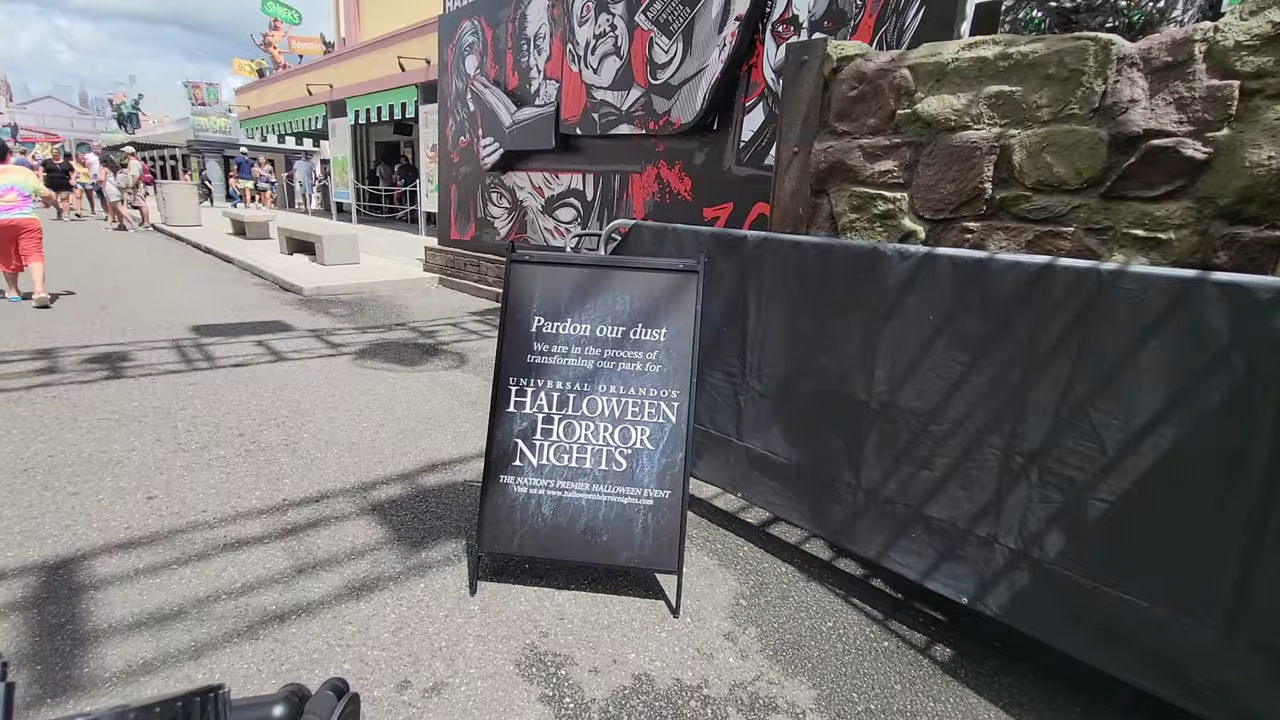 SHREK'S
Pardon our dust
We are in the process of
transforming our park for
UNIVERSAL ORLANDO'S
HALLOWEEN
HORROR
NIGHTS
THE NATION'S PREMIER HALLOWEEN EVENT
Visit us at www.halloweenhorrornights.com